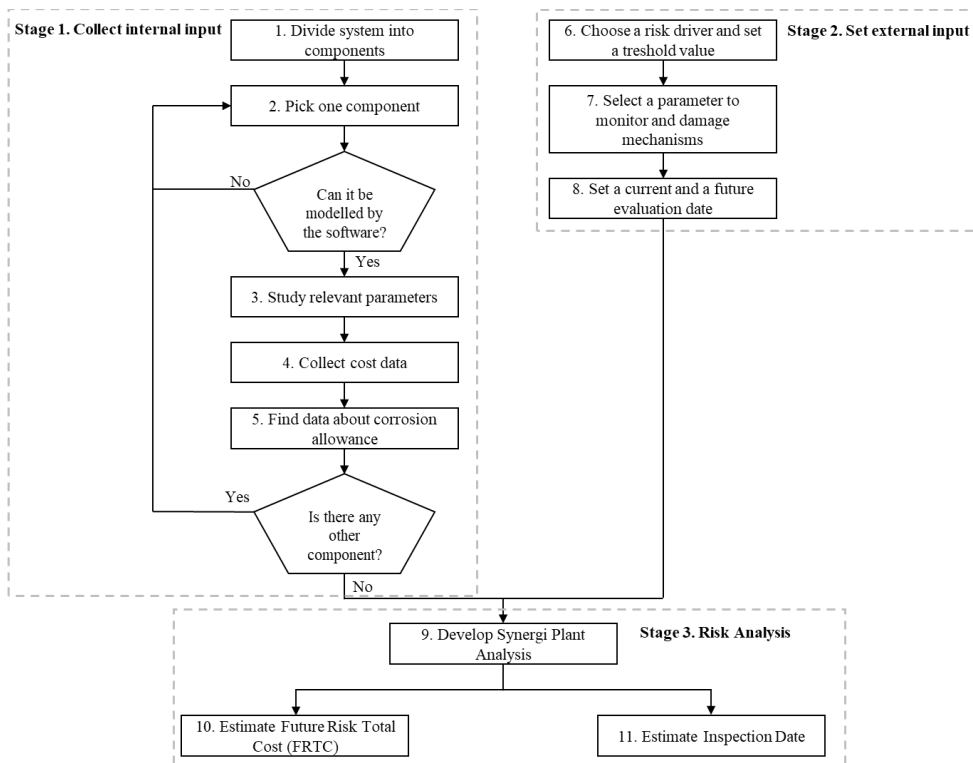 Stage 1. Collect internal input
1. Divide system into
components
2. Pick one component
No
Can it be
modelled by
the software?
Yes
3. Study relevant parameters
4. Collect cost data
5. Find data about corrosion
allowance
Yes
Is there any
other
component?
No
6. Choose a risk driver and set
a treshold value
Stage 2. Set external input
7. Select a parameter to
monitor and damage
mechanisms
8. Set a current and a future
evaluation date
9. Develop Synergi Plant
Analysis
Stage 3. Risk Analysis
10. Estimate Future Risk Total
Cost (FRTC)
11. Estimate Inspection Date